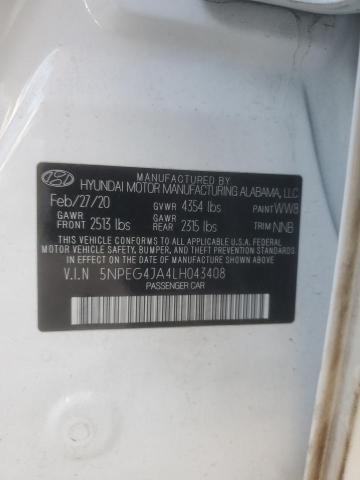 MANUFACTURED BY
HYUNDAI MOTOR MANUFACTURING ALABAMA, LLC
Feb/27/20 GVWR 4354 lbs PAINT WW8
GAWR FRONT 2513 lbs GAWR REAR 2315 lbs TRIM NNB
THIS VEHICLE CONFORMS TO ALL APPLICABLE U.S. FEDERAL
MOTOR VEHICLE SAFETY, BUMPER, AND THEFT PREVENTION STANDARDS
IN EFFECT ON THE DATE OF MANUFACTURE SHOWN ABOVE.
V.I.N 5NPEG4JA4LH043408
PASSENGER CAR